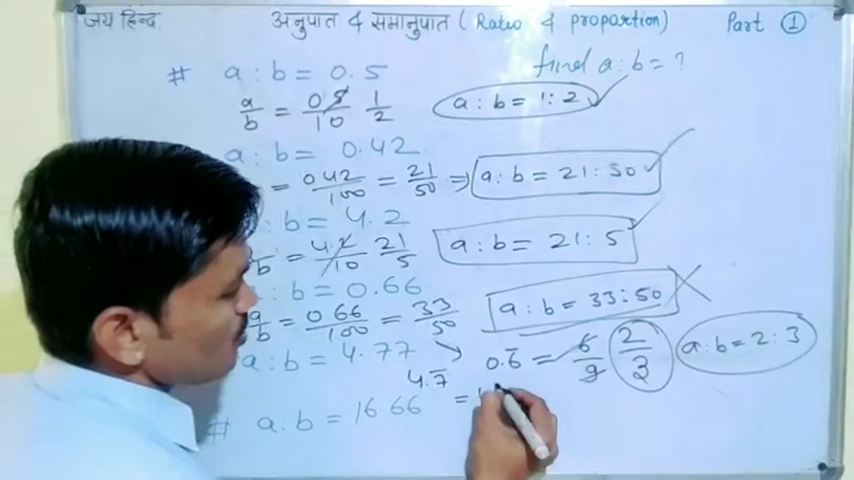 जय हिन्द अनुपात & समानुपात ( Ratio & proportion) Part ①
# a : b = 0.5 find a : b = ?
a/b = 05/10 1/2 a : b = 1 : 2
a : b = 0.42
= 042/100 = 21/50 ⇒ a : b = 21 : 50
: b = 4.2
/b = 42/10 21/5 a : b = 21 : 5
: b = 0.66
a/b = 066/100 = 33/50 a : b = 33 : 50
a : b = 4.77 0.6̅ = 6/9 2/3 a : b = 2 : 3
4.7̅ =
# a : b = 16.66